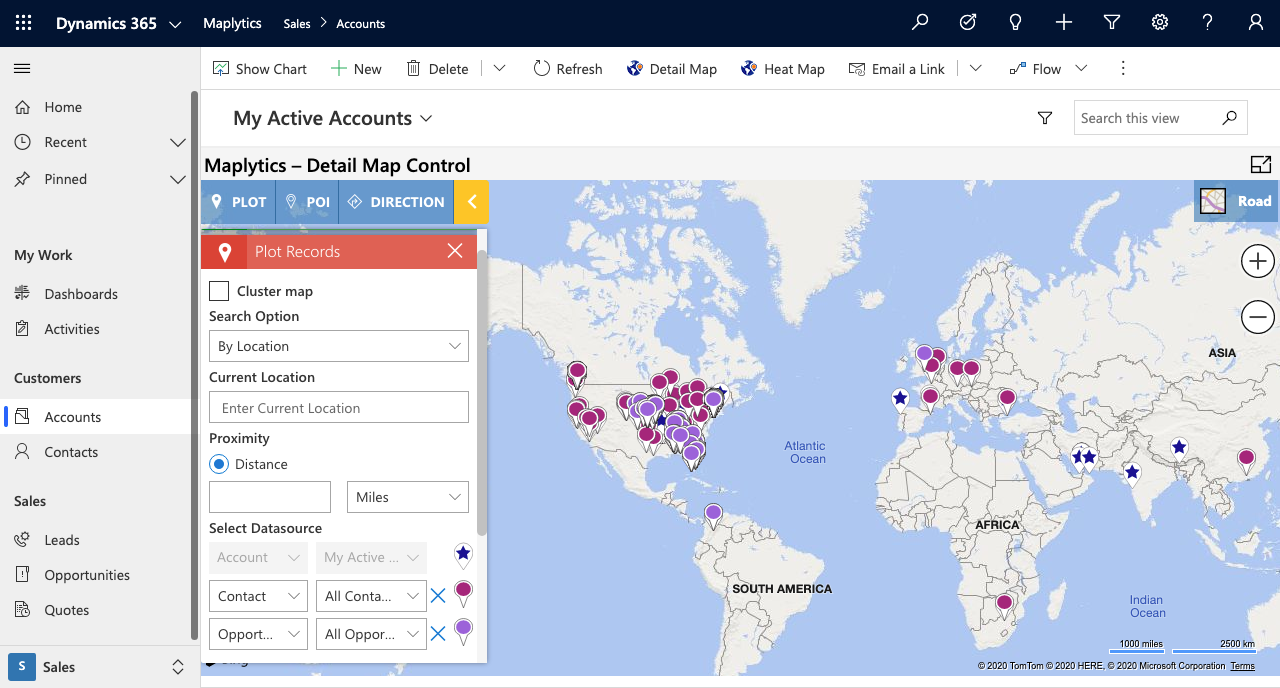 Dynamics 365
Maplytics
Sales
Accounts
Show Chart
New
Delete
Refresh
Detail Map
Heat Map
Email a Link
Flow
Home
Recent
Pinned
My Work
Dashboards
Activities
Customers
Accounts
Contacts
Sales
Leads
Opportunities
Quotes
S
Sales
My Active Accounts
Search this view
Maplytics – Detail Map Control
PLOT
POI
DIRECTION
Road
Plot Records
Cluster map
Search Option
By Location
Current Location
Enter Current Location
Proximity
Distance
Miles
Select Datasource
Account
My Active ...
Contact
All Conta...
Opport...
All Oppor...
ASIA
Atlantic
Ocean
AFRICA
SOUTH AMERICA
Indian
Ocean
1000 miles
2500 km
© 2020 TomTom © 2020 HERE, © 2020 Microsoft Corporation Terms